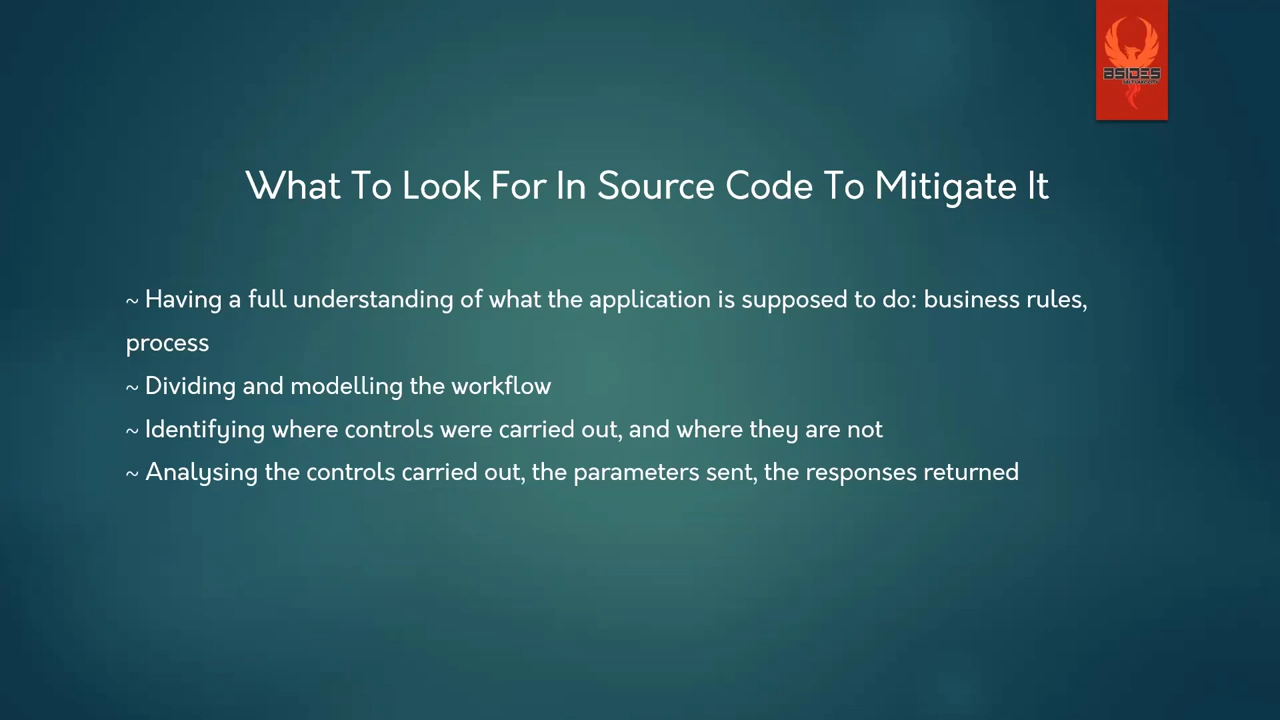 BSIDES
What To Look For In Source Code To Mitigate It
~ Having a full understanding of what the application is supposed to do: business rules,
process
~ Dividing and modelling the workflow
~ Identifying where controls were carried out, and where they are not
~ Analysing the controls carried out, the parameters sent, the responses returned